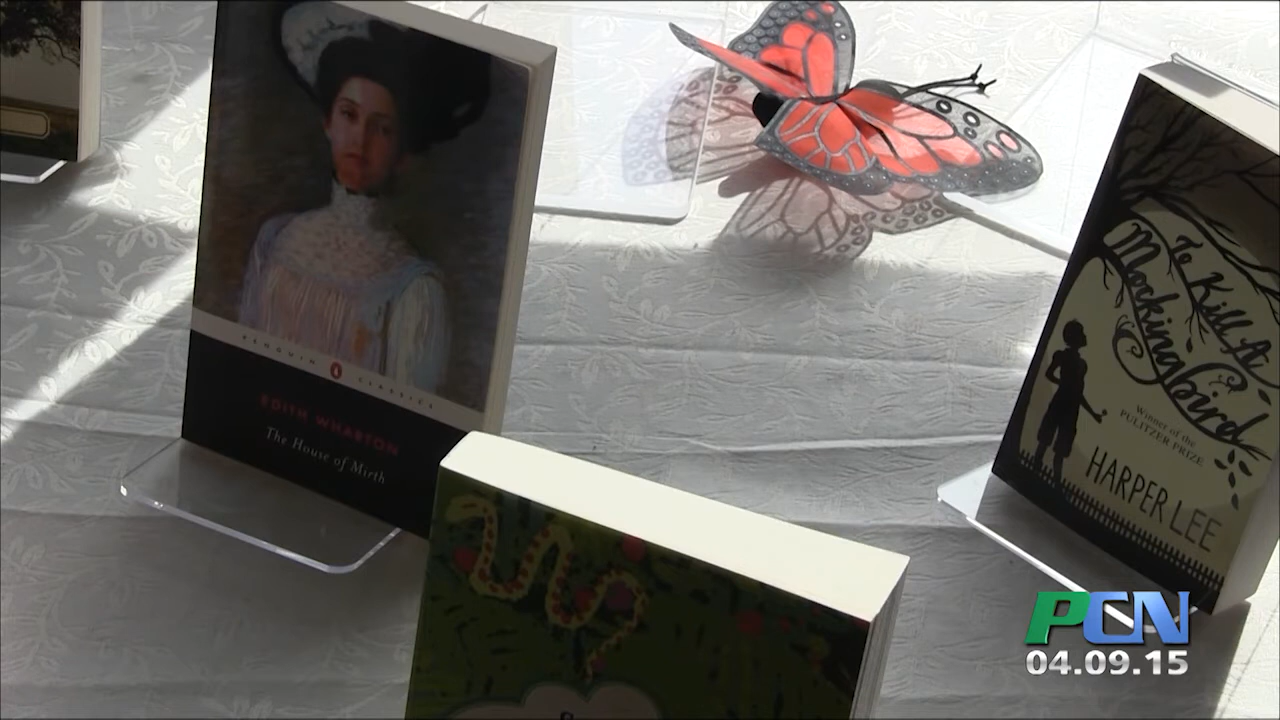 PENGUIN CLASSICS
EDITH WHARTON
The House of Mirth
To Kill A
Mockingbird
Winner of the
PULITZER PRIZE
HARPER LEE
PCN
04.09.15